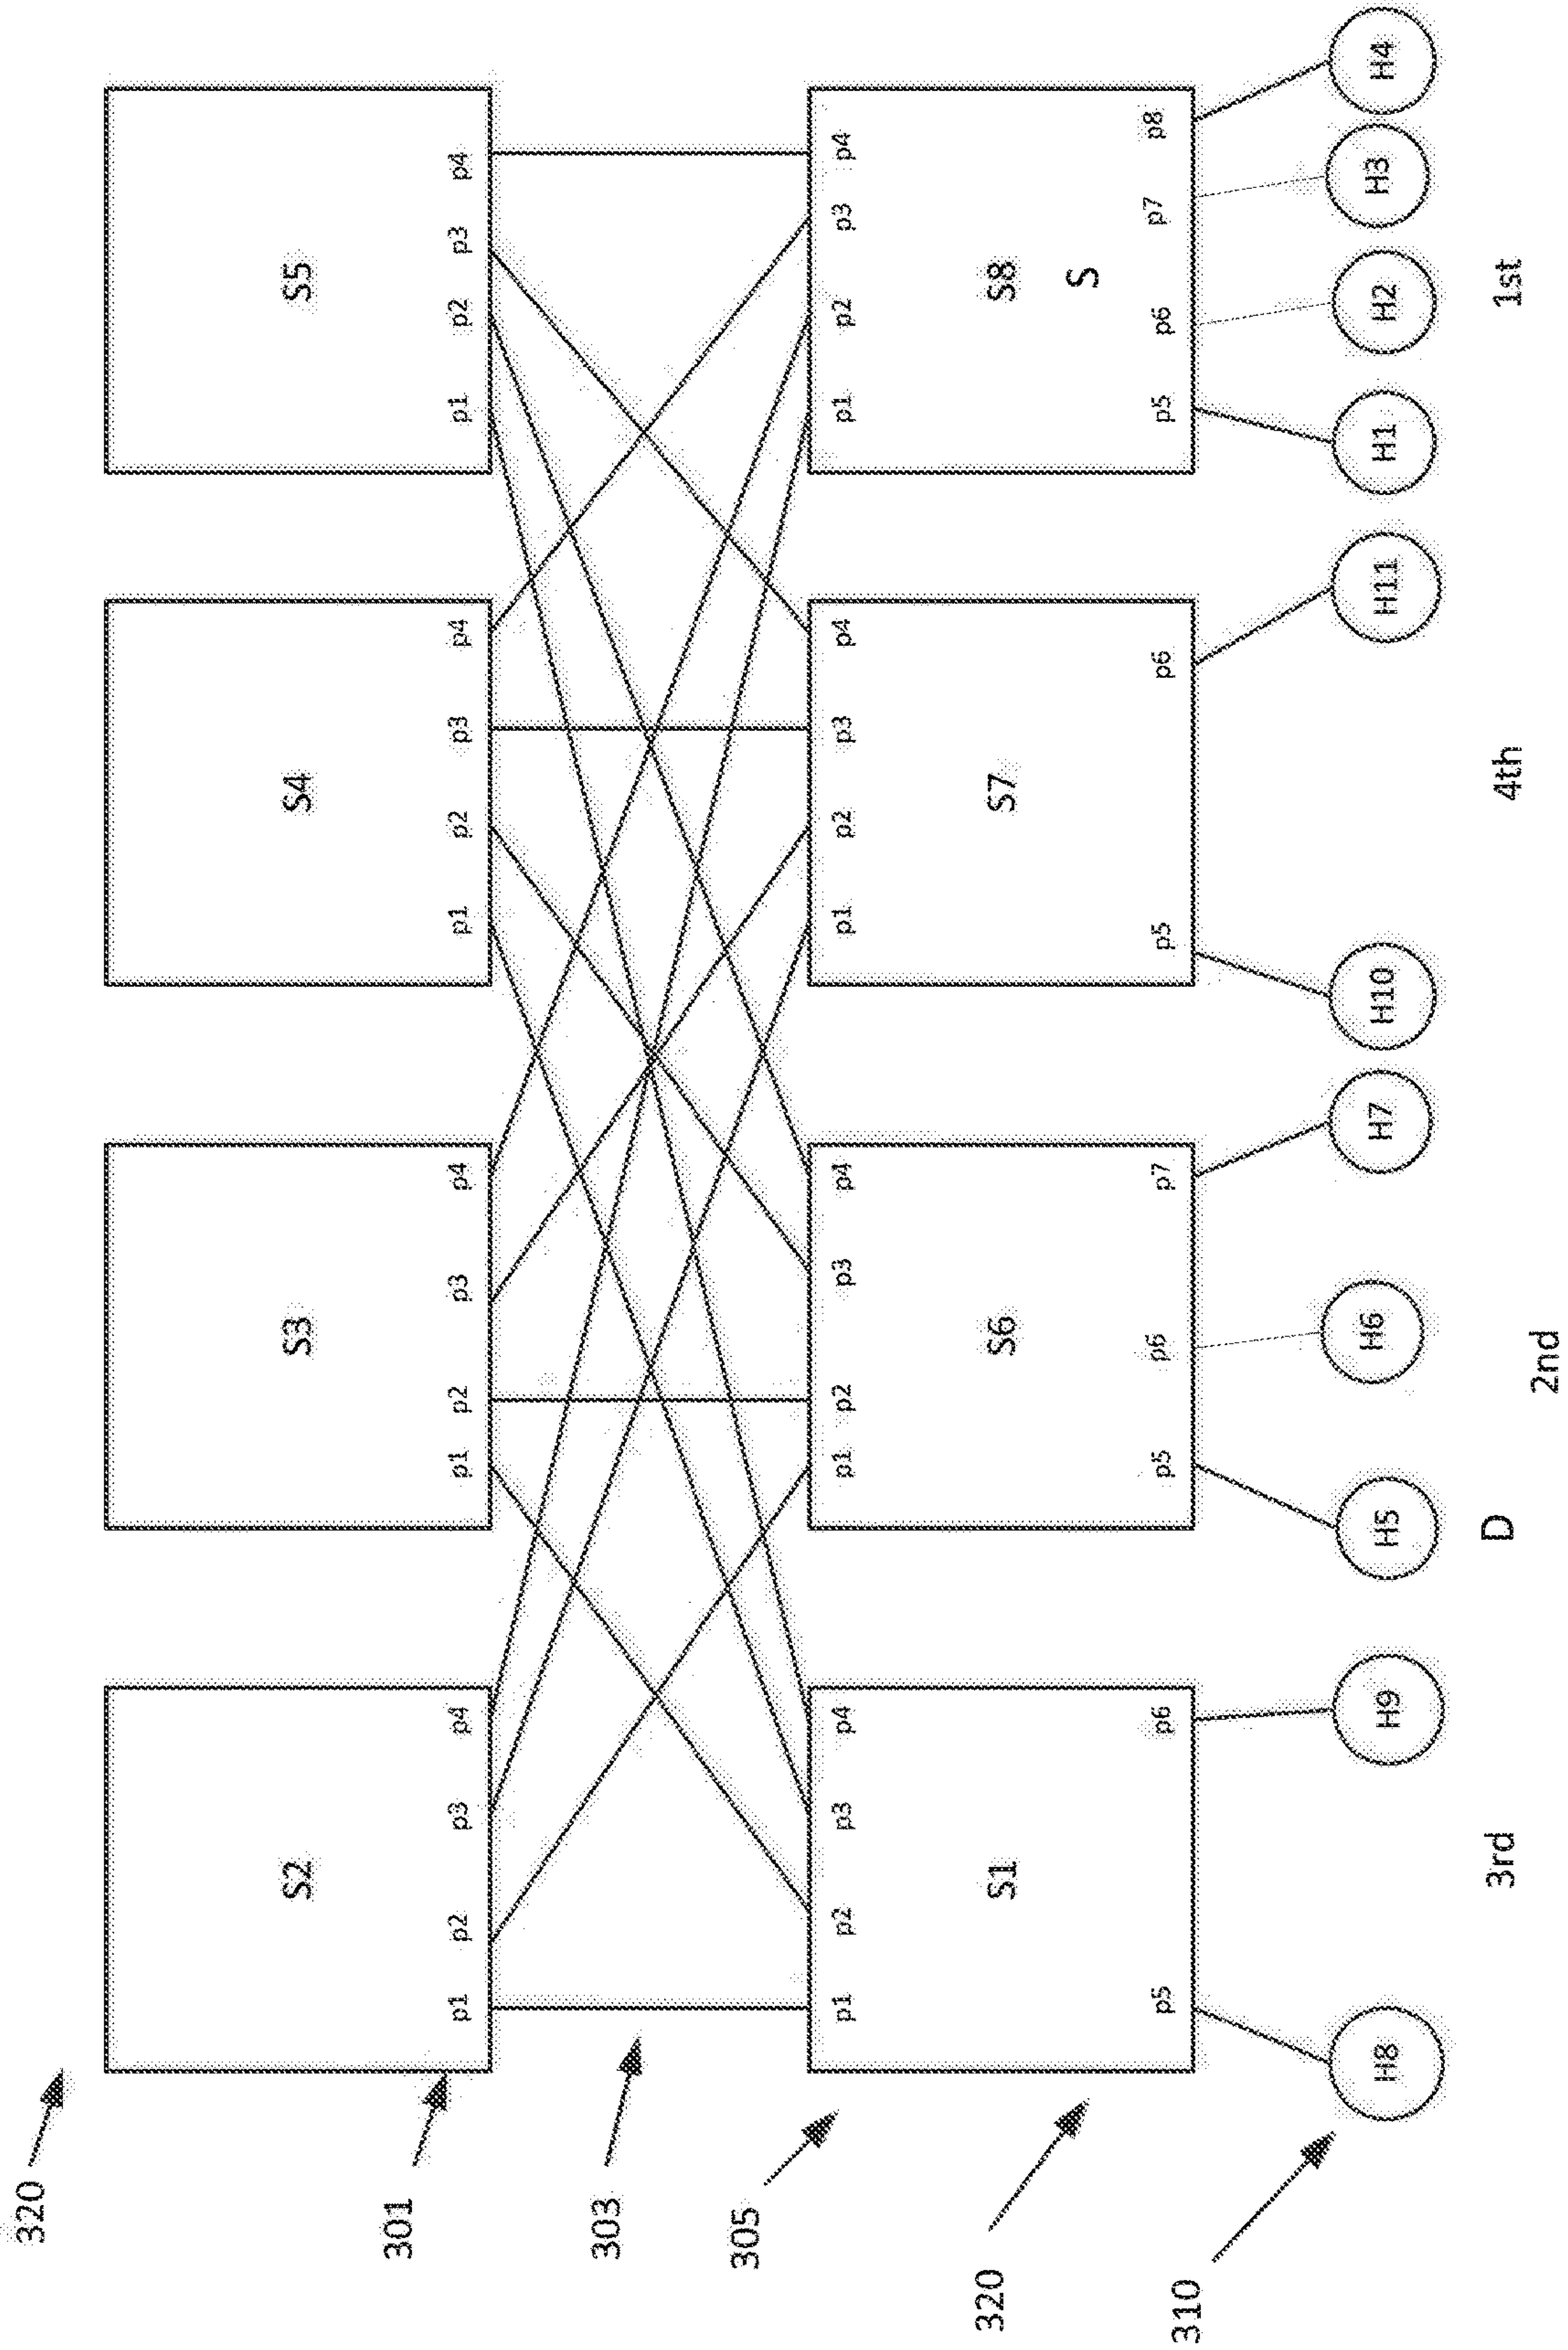 320
S2 S3 S4 S5
301
p1 p2 p3 p4 p1 p2 p3 p4 p1 p2 p3 p4 p1 p2 p3 p4
303
305
p1 p2 p3 p4 p1 p2 p3 p4 p1 p2 p3 p4 p1 p2 p3 p4
S1 S6 S7 S8
320
S
p5 p6 p5 p6 p7 p5 p6 p5 p6 p7 p8
310
H8 H9 H5 H6 H7 H10 H11 H1 H2 H3 H4
D
3rd 2nd 4th 1st